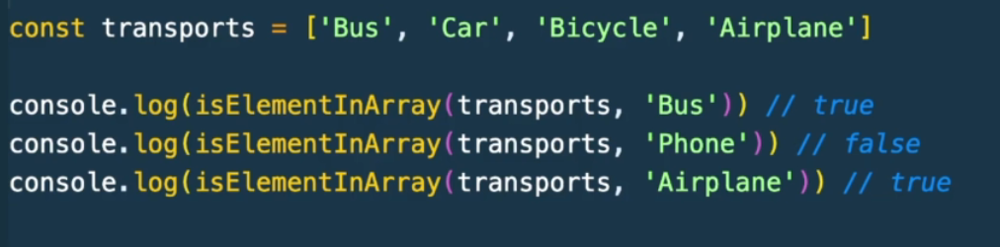 const transports = ['Bus', 'Car', 'Bicycle', 'Airplane']
console.log(isElementInArray(transports, 'Bus')) // true
console.log(isElementInArray(transports, 'Phone')) // false
console.log(isElementInArray(transports, 'Airplane')) // true